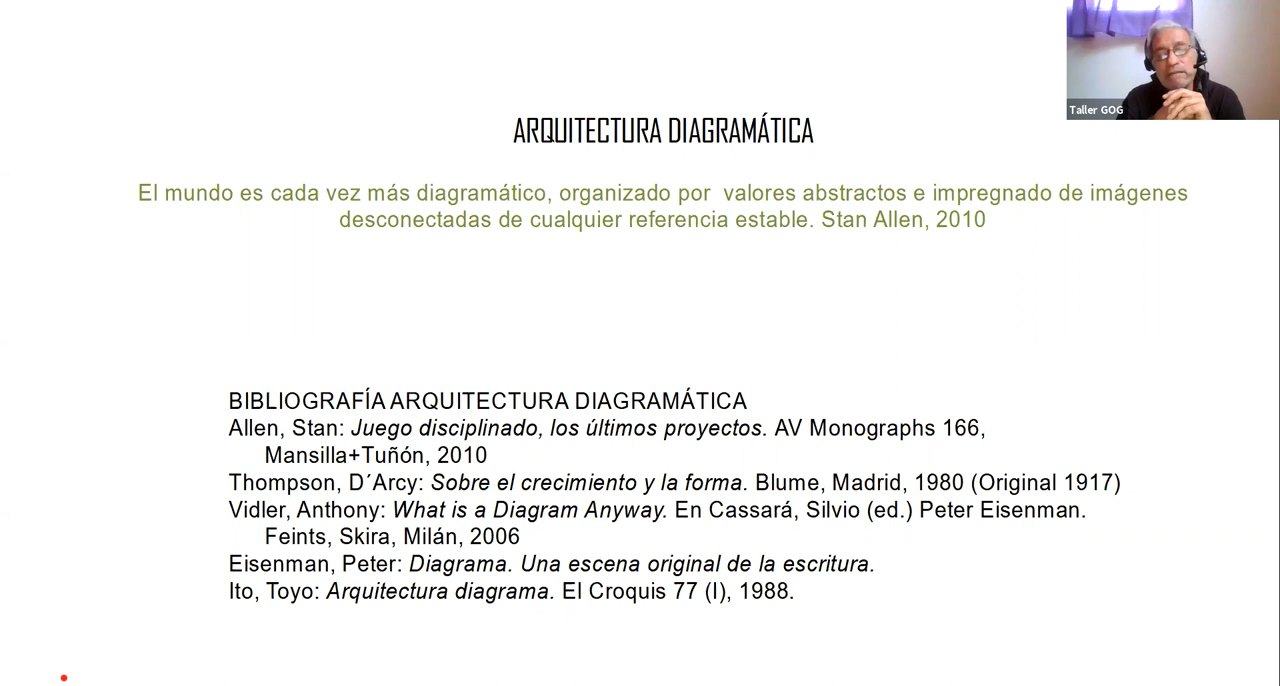 Taller GOG
ARQUITECTURA DIAGRAMÁTICA
El mundo es cada vez más diagramático, organizado por valores abstractos e impregnado de imágenes
desconectadas de cualquier referencia estable. Stan Allen, 2010
BIBLIOGRAFÍA ARQUITECTURA DIAGRAMÁTICA
Allen, Stan: Juego disciplinado, los últimos proyectos. AV Monographs 166,
Mansilla+Tuñón, 2010
Thompson, D´Arcy: Sobre el crecimiento y la forma. Blume, Madrid, 1980 (Original 1917)
Vidler, Anthony: What is a Diagram Anyway. En Cassará, Silvio (ed.) Peter Eisenman.
Feints, Skira, Milán, 2006
Eisenman, Peter: Diagrama. Una escena original de la escritura.
Ito, Toyo: Arquitectura diagrama. El Croquis 77 (I), 1988.